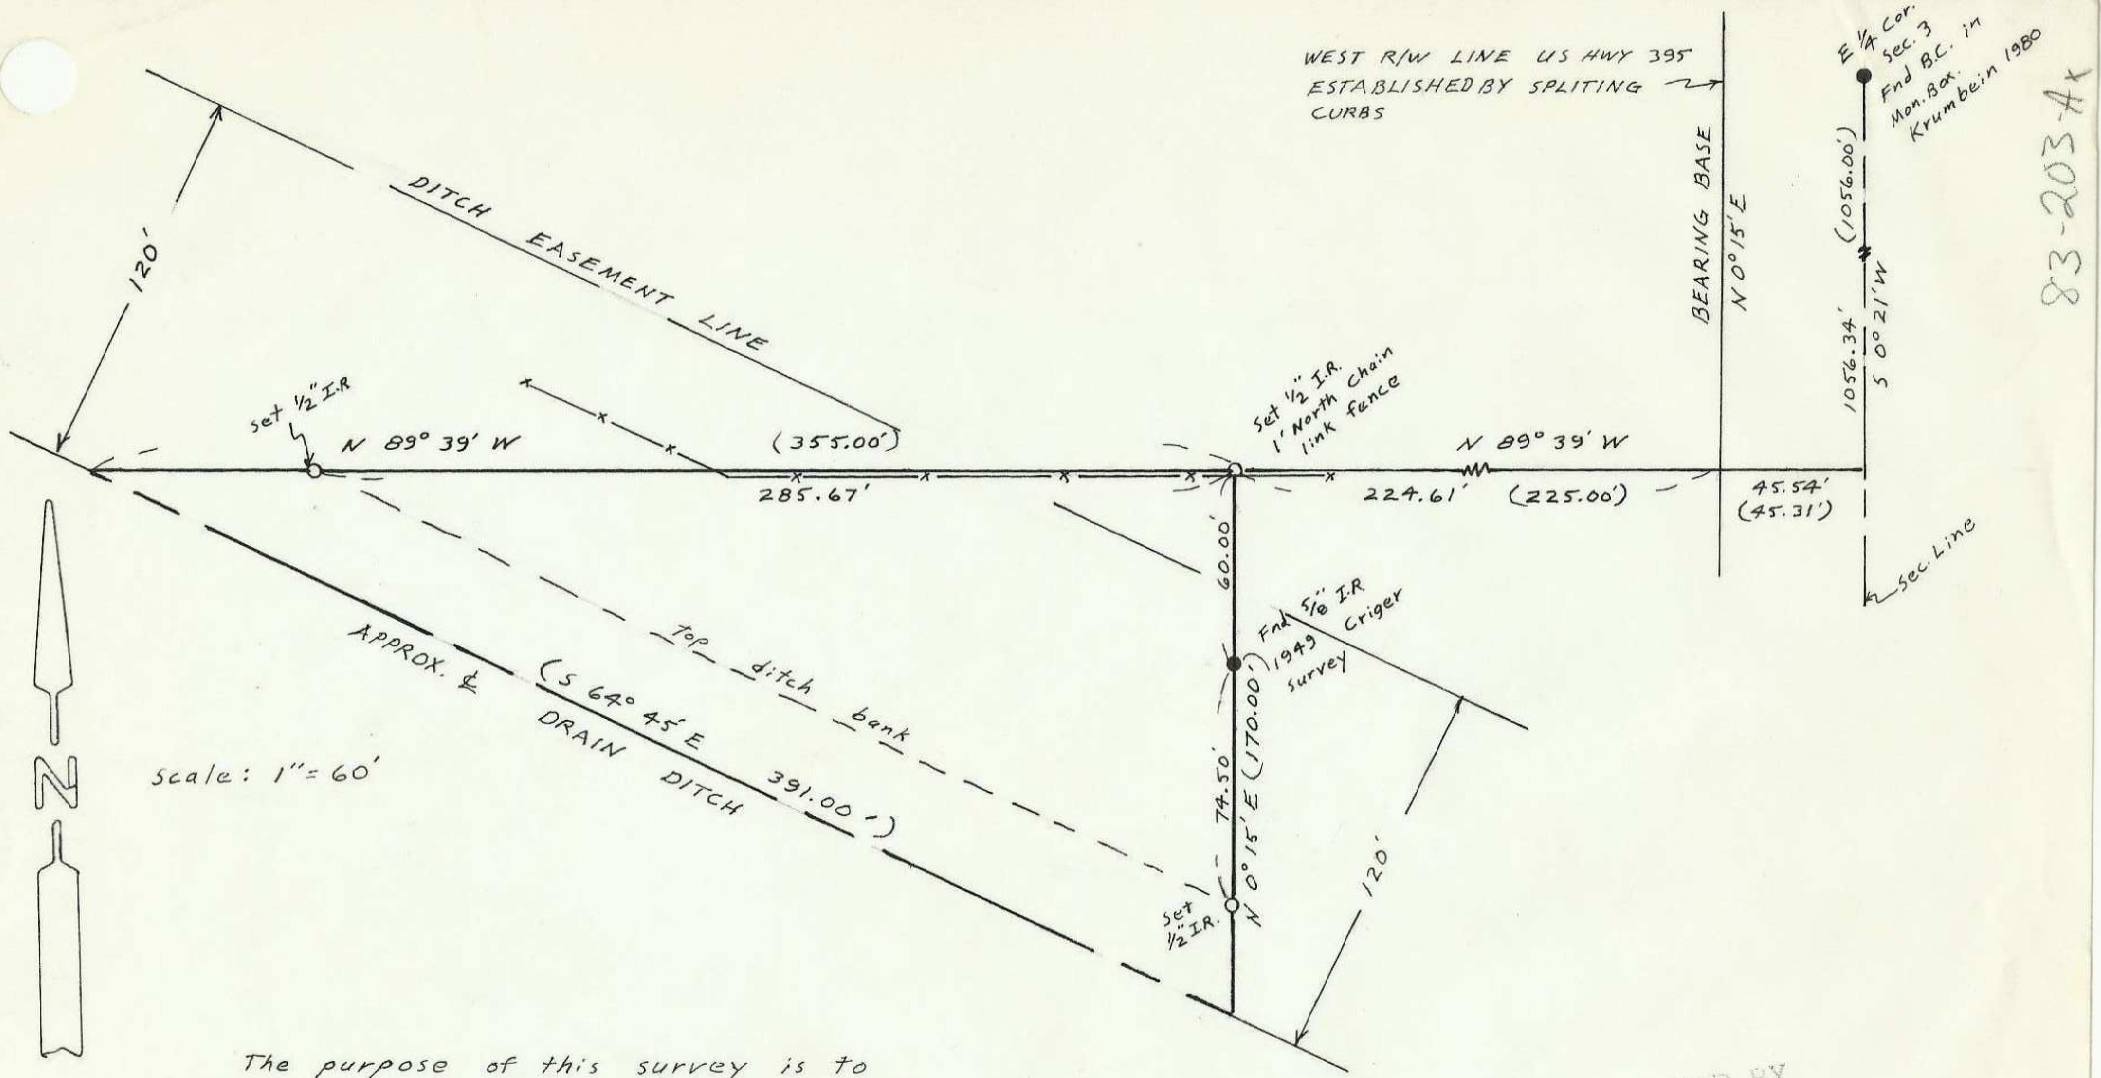 WEST R/W LINE US HWY 395
ESTABLISHED BY SPLITING
CURBS
E 1/4 Cor.
Sec. 3
Fnd B.C. in
Mon. Box.
Krumbein 1980
83-203-A+
BEARING BASE
N 0° 15' E
(1056.00')
1056.34'
S 0° 21' W
120'
DITCH EASEMENT LINE
set 1/2" I.R
N 89° 39' W
(355.00')
285.67'
Set 1/2" I.R.
1' North Chain
link fence
N 89° 39' W
224.61' (225.00')
45.54'
(45.31')
Sec. Line
60.00'
Fnd 5/8" I.R
1949 Criger
survey
74.50'
N 0° 15' E (170.00')
set
1/2" I.R.
120'
top ditch bank
APPROX. ℄ DRAIN DITCH
(S 64° 45' E 391.00')
N
Scale: 1"= 60'
The purpose of this survey is to
BY